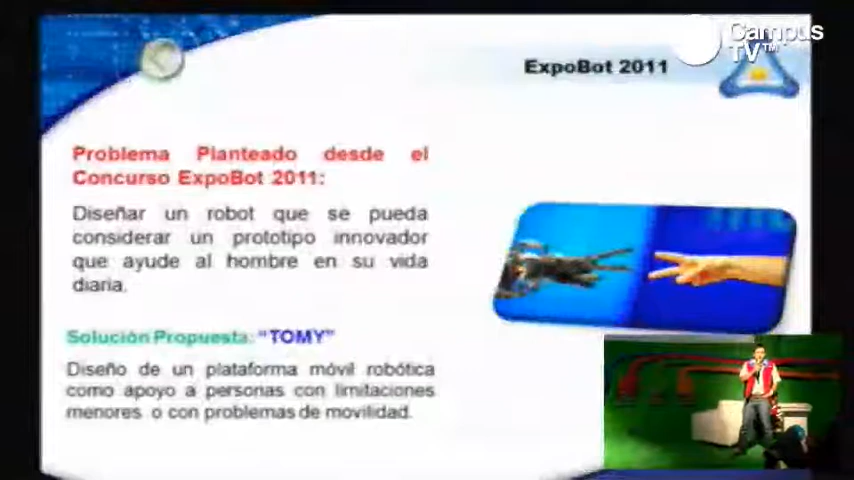 Campus
TV™
ExpoBot 2011
Problema Planteado desde el
Concurso ExpoBot 2011:
Diseñar un robot que se pueda
considerar un prototipo innovador
que ayude al hombre en su vida
diaria.
Solución Propuesta: “TOMY”
Diseño de un plataforma móvil robótica
como apoyo a personas con limitaciones
menores o con problemas de movilidad.